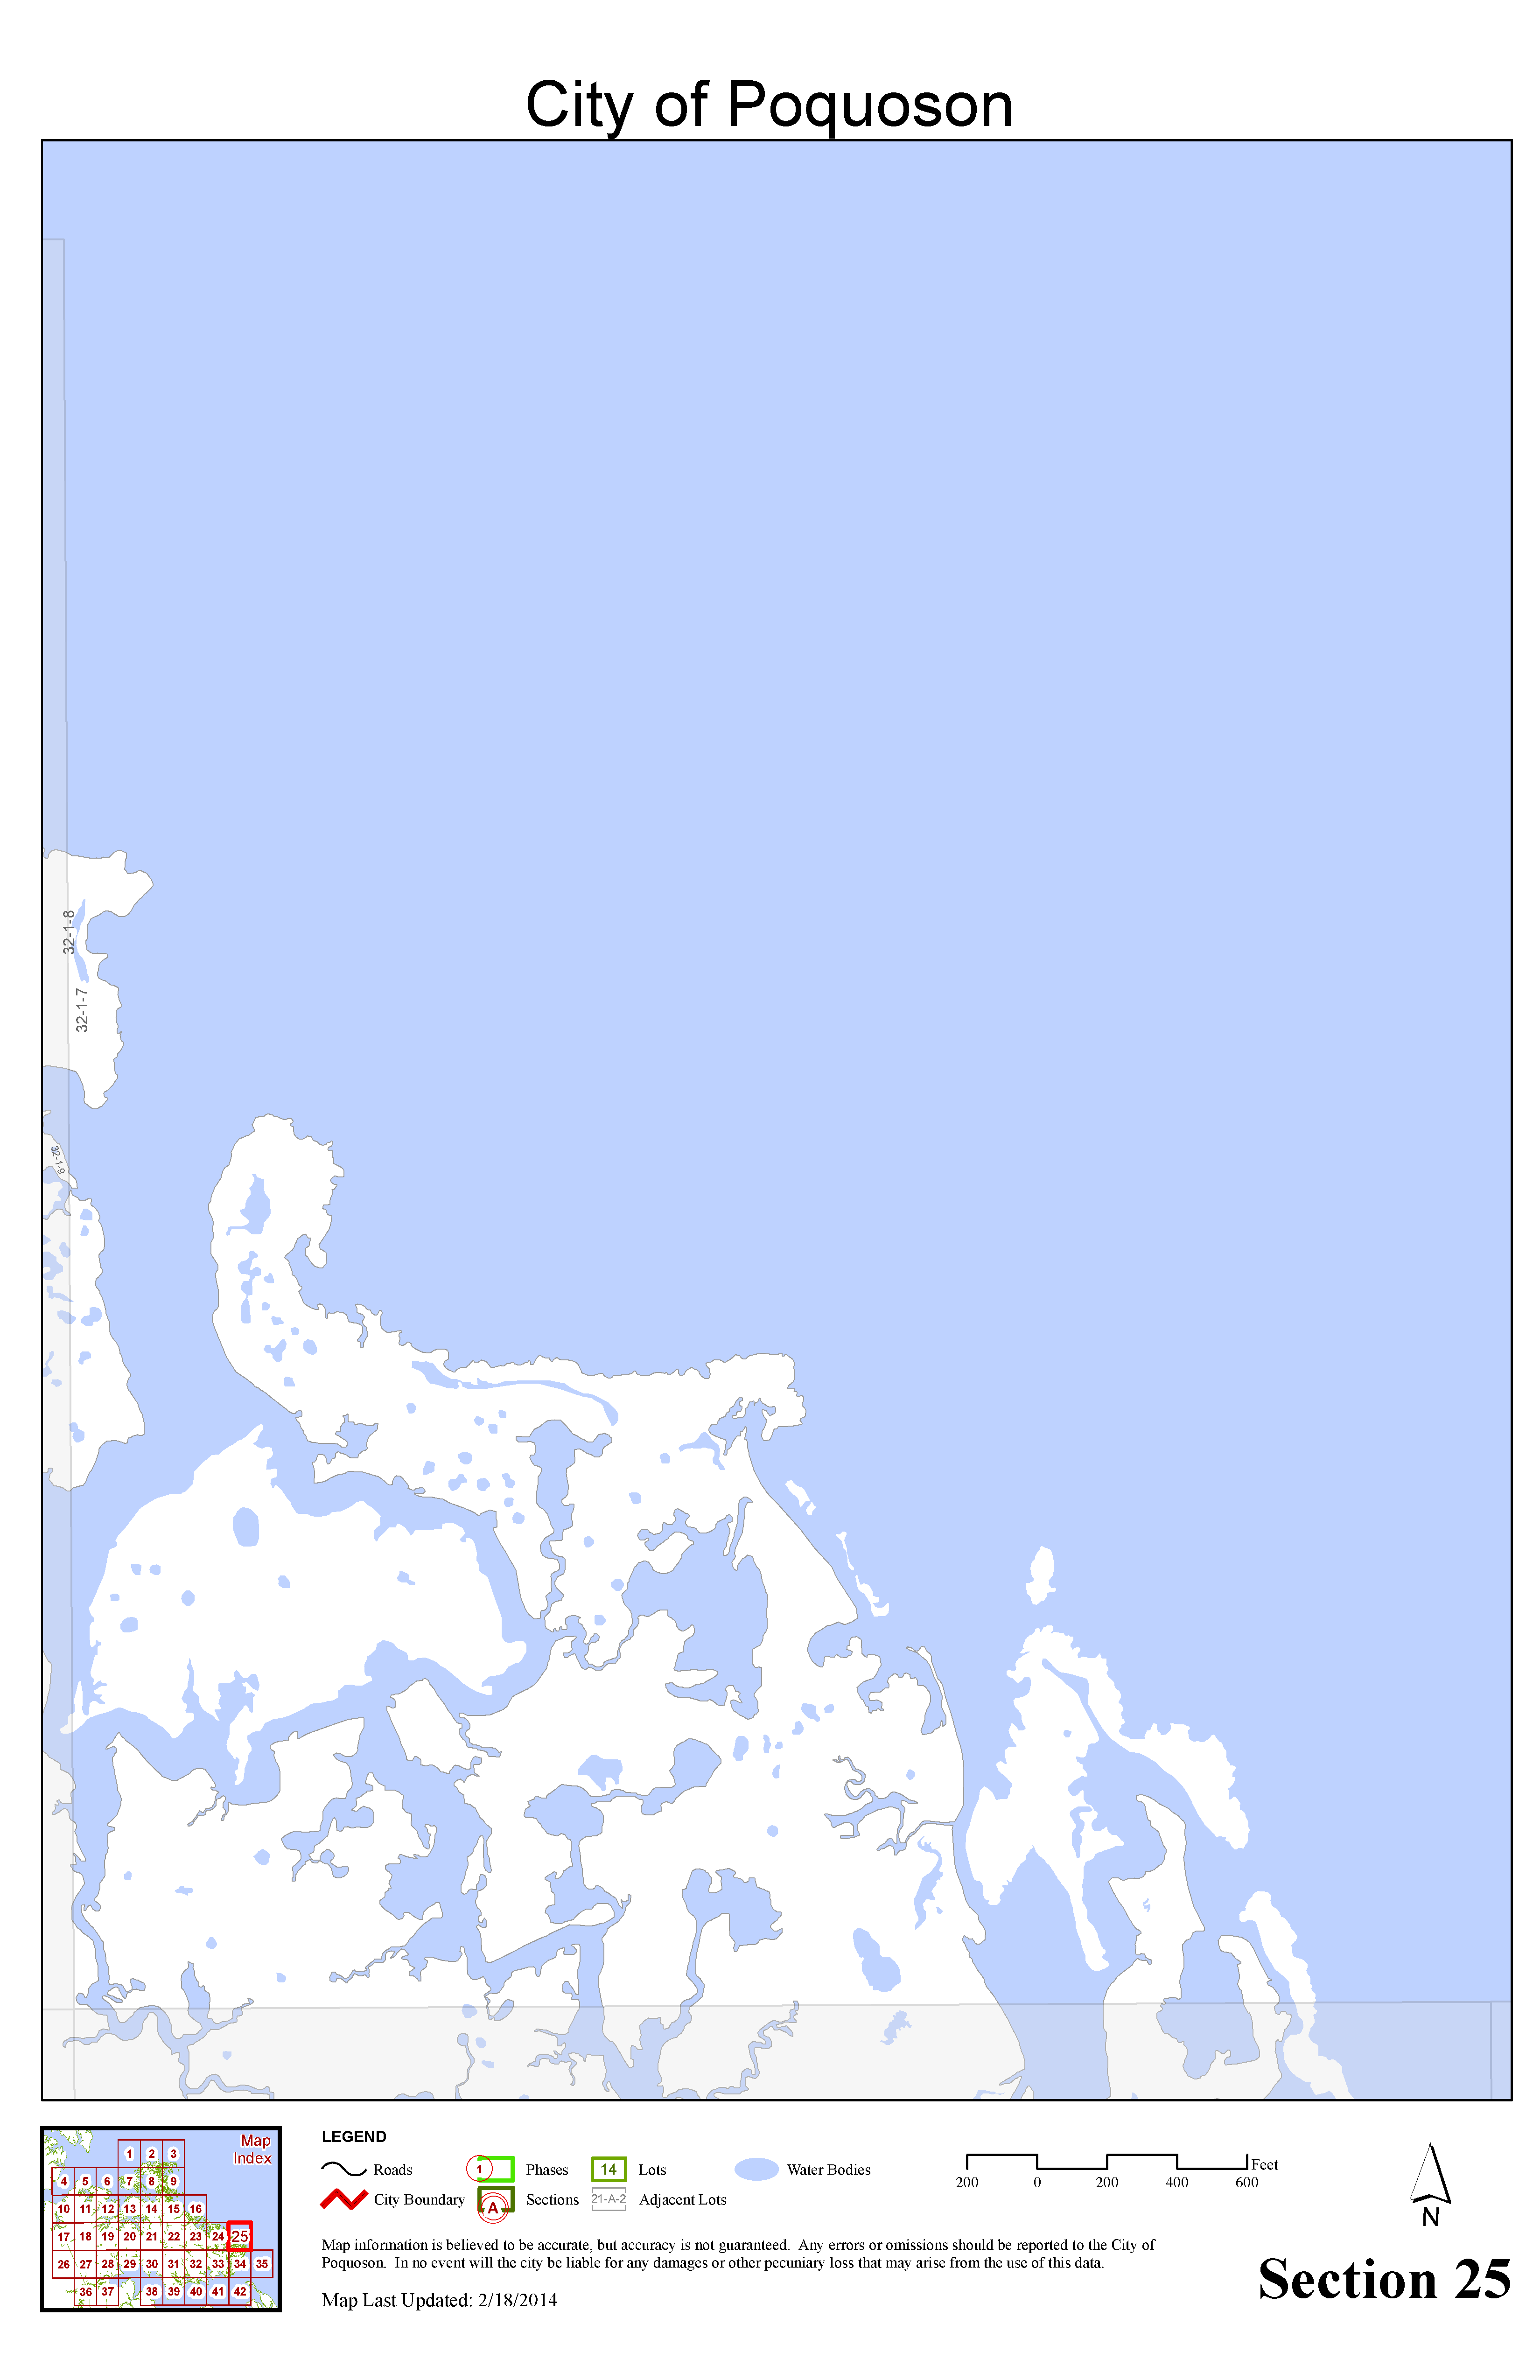 City of Poquoson
32-1-8
32-1-7
32-1-9
Map
Index
1 2 3
4 5 6 7 8 9
10 11 12 13 14 15 16
17 18 19 20 21 22 23 24 25
26 27 28 29 30 31 32 33 34 35
36 37 38 39 40 41 42
LEGEND
Roads
1 Phases
14 Lots
Water Bodies
City Boundary
A Sections
21-A-2 Adjacent Lots
Feet
200 0 200 400 600
N
Map information is believed to be accurate, but accuracy is not guaranteed. Any errors or omissions should be reported to the City of
Poquoson. In no event will the city be liable for any damages or other pecuniary loss that may arise from the use of this data.
Map Last Updated: 2/18/2014
Section 25